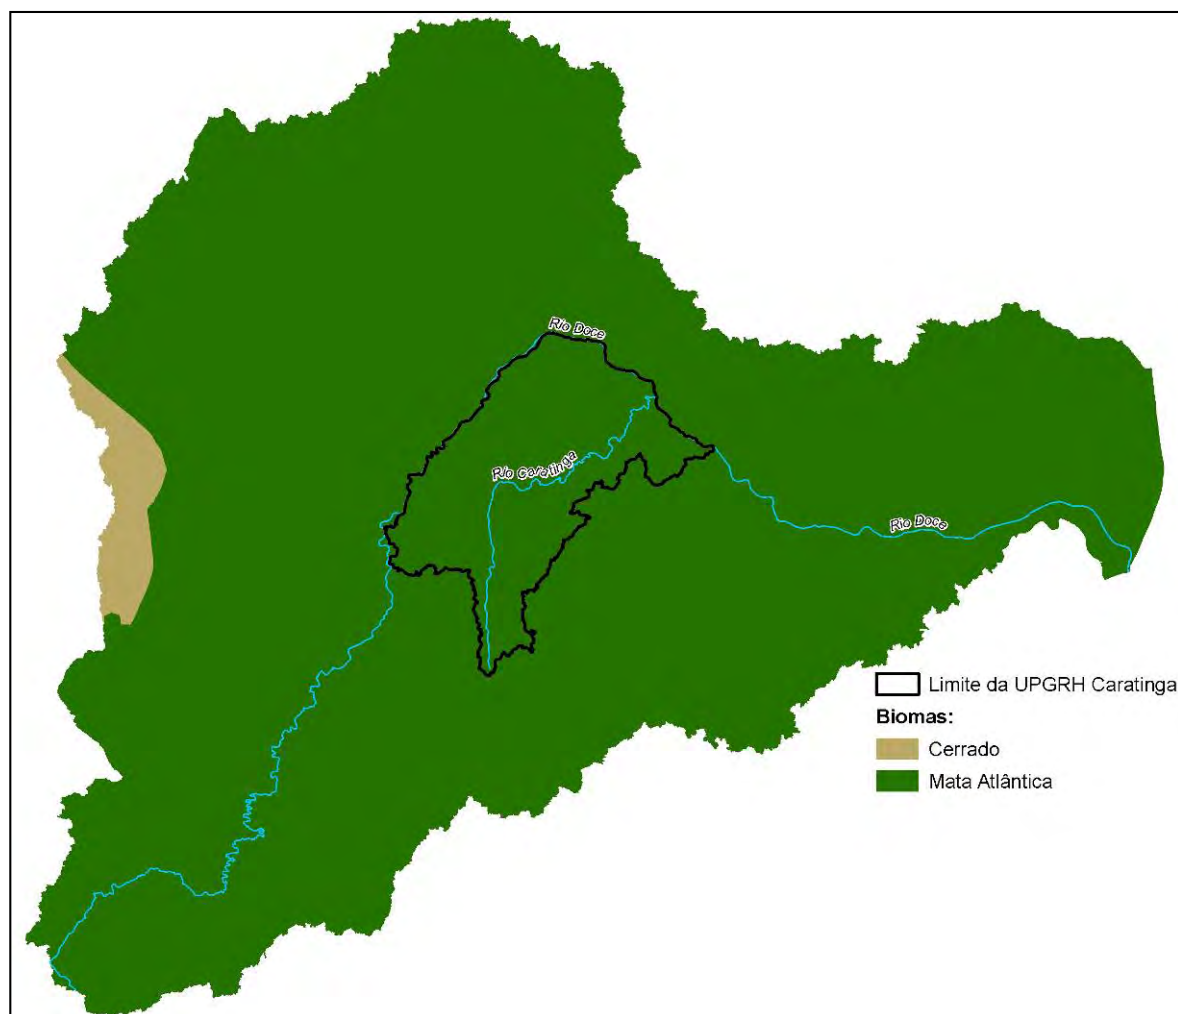 Rio Doce
Rio Caratinga
Rio Doce
Limite da UPGRH Caratinga
Biomas:
Cerrado
Mata Atlântica